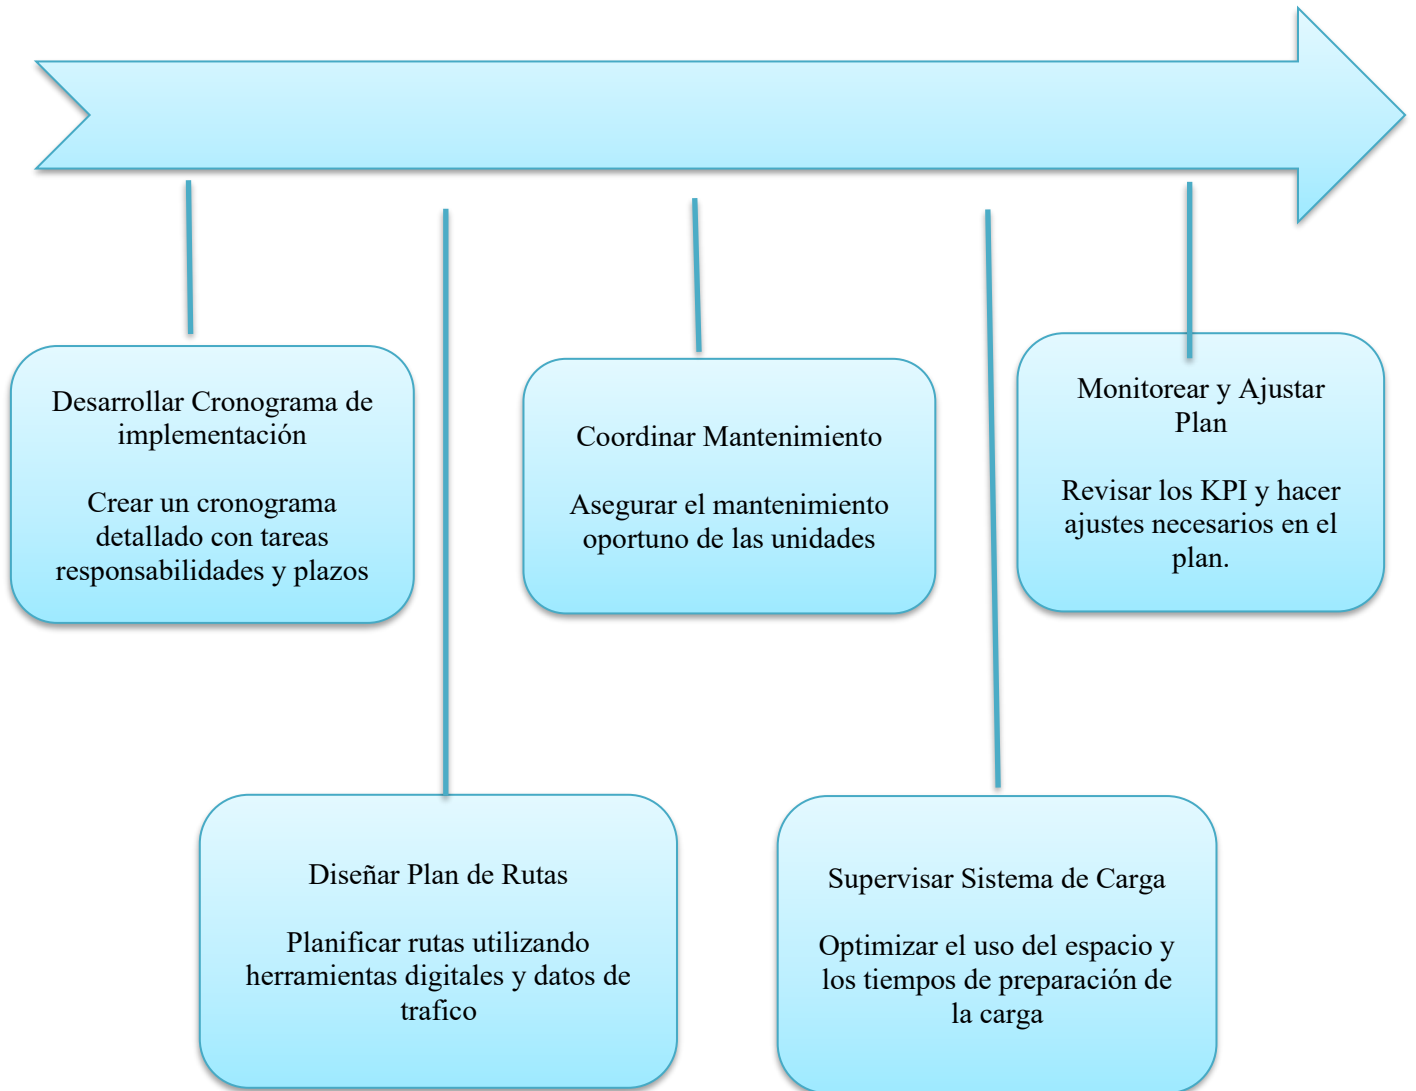 Desarrollar Cronograma de
implementación
Crear un cronograma
detallado con tareas
responsabilidades y plazos
Diseñar Plan de Rutas
Planificar rutas utilizando
herramientas digitales y datos de
trafico
Coordinar Mantenimiento
Asegurar el mantenimiento
oportuno de las unidades
Supervisar Sistema de Carga
Optimizar el uso del espacio y
los tiempos de preparación de
la carga
Monitorear y Ajustar
Plan
Revisar los KPI y hacer
ajustes necesarios en el
plan.